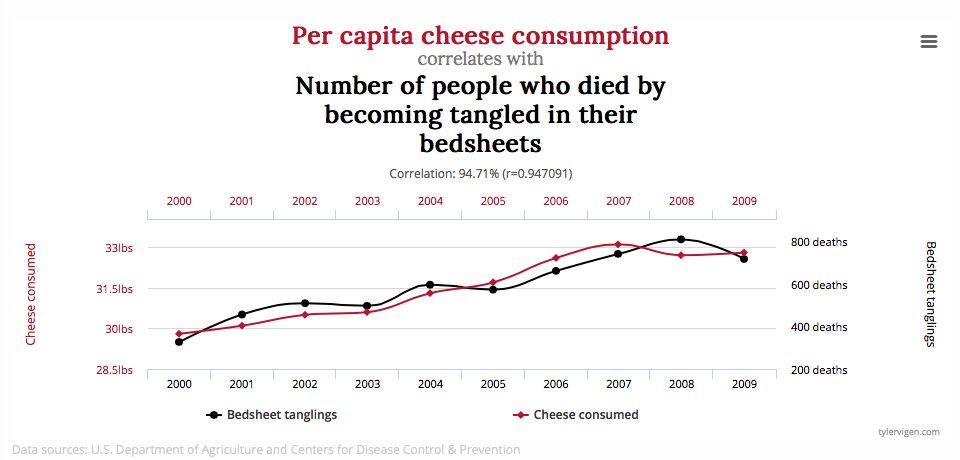 Per capita cheese consumption
correlates with
Number of people who died by
becoming tangled in their
bedsheets
Correlation: 94.71% (r=0.947091)
2000 2001 2002 2003 2004 2005 2006 2007 2008 2009
Cheese consumed
33lbs
31.5lbs
30lbs
28.5lbs
800 deaths
600 deaths
400 deaths
200 deaths
Bedsheet tanglings
2000 2001 2002 2003 2004 2005 2006 2007 2008 2009
Bedsheet tanglings Cheese consumed
tylervigen.com
Data sources: U.S. Department of Agriculture and Centers for Disease Control & Prevention